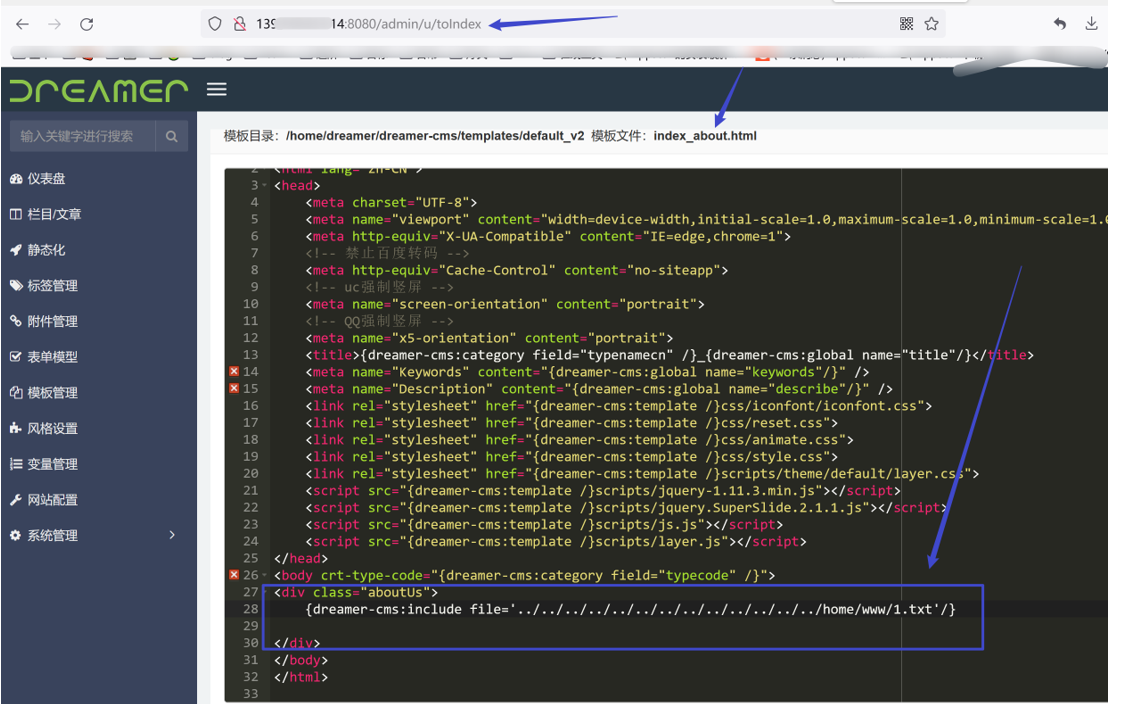 139 14:8080/admin/u/toIndex
DREAMER
输入关键字进行搜索
仪表盘
栏目/文章
静态化
标签管理
附件管理
表单模型
模板管理
风格设置
变量管理
网站配置
系统管理
模板目录: /home/dreamer/dreamer-cms/templates/default_v2 模板文件: index_about.html
2 <html lang="zh-CN">
3 <head>
4 <meta charset="UTF-8">
5 <meta name="viewport" content="width=device-width,initial-scale=1.0,maximum-scale=1.0,minimum-scale=1.0
6 <meta http-equiv="X-UA-Compatible" content="IE=edge,chrome=1">
7 <!-- 禁止百度转码 -->
8 <meta http-equiv="Cache-Control" content="no-siteapp">
9 <!-- uc强制竖屏 -->
10 <meta name="screen-orientation" content="portrait">
11 <!-- QQ强制竖屏 -->
12 <meta name="x5-orientation" content="portrait">
13 <title>{dreamer-cms:category field="typenamecn" /}_{dreamer-cms:global name="title"/}</title>
14 <meta name="keywords" content="{dreamer-cms:global name="keywords"/}" />
15 <meta name="Description" content="{dreamer-cms:global name="describe"/}" />
16 <link rel="stylesheet" href="{dreamer-cms:template /}css/iconfont/iconfont.css">
17 <link rel="stylesheet" href="{dreamer-cms:template /}css/reset.css">
18 <link rel="stylesheet" href="{dreamer-cms:template /}css/animate.css">
19 <link rel="stylesheet" href="{dreamer-cms:template /}css/style.css">
20 <link rel="stylesheet" href="{dreamer-cms:template /}scripts/theme/default/layer.css">
21 <script src="{dreamer-cms:template /}scripts/jquery-1.11.3.min.js"></script>
22 <script src="{dreamer-cms:template /}scripts/jquery.SuperSlide.2.1.1.js"></script>
23 <script src="{dreamer-cms:template /}scripts/js.js"></script>
24 <script src="{dreamer-cms:template /}scripts/layer.js"></script>
25 </head>
26 <body crt-type-code="{dreamer-cms:category field="typecode" /}">
27 <div class="aboutUs">
28 {dreamer-cms:include file='../../../../../../../../../../../../../home/www/1.txt'/}
29
30 </div>
31 </body>
32 </html>
33